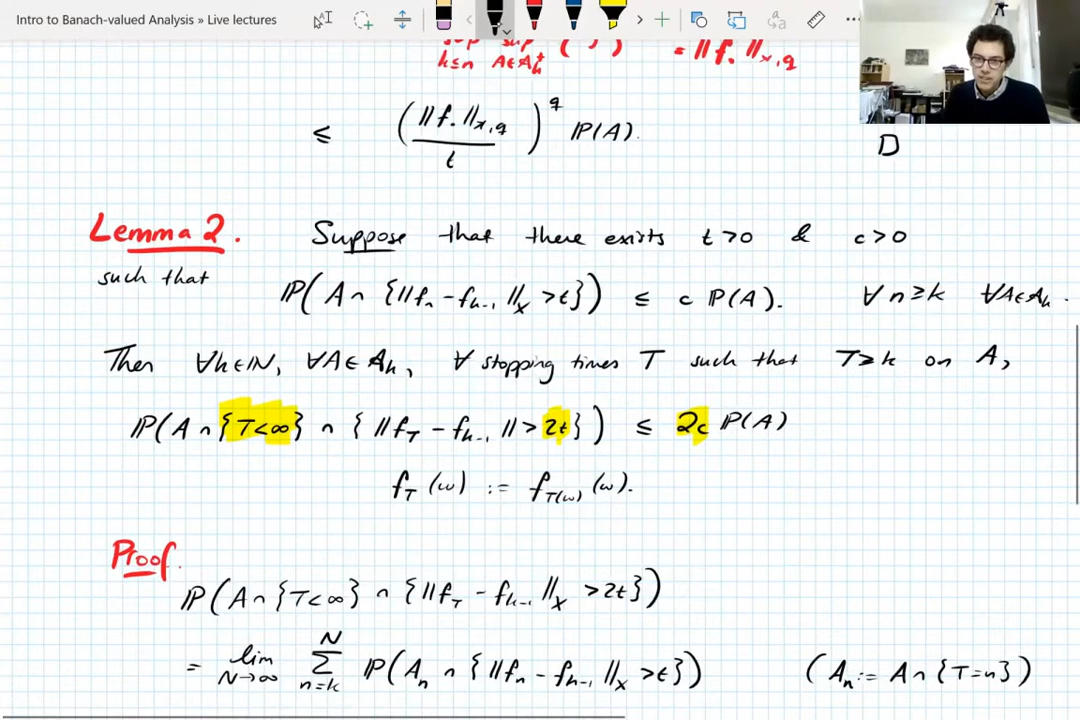 Intro to Banach-valued Analysis » Live lectures
sup sup ( " ) = ||f.||_{x,q}
k≤n A∈A_k^+
≤ ( ||f.||_{x,q} / t )^q ℙ(A).
□
Lemma 2. Suppose that there exists t>0 & c>0
such that ℙ(A ∩ {||f_n - f_{k-1}||_X > t}) ≤ c ℙ(A). ∀n≥k ∀A∈A_k.
Then ∀k∈ℕ, ∀A∈A_k, ∀ stopping times T such that T≥k on A,
ℙ(A ∩ {T<∞} ∩ {||f_T - f_{k-1}|| > 2t}) ≤ 2c ℙ(A)
f_T(ω) := f_{T(ω)}(ω).
Proof.
ℙ(A ∩ {T<∞} ∩ {||f_T - f_{k-1}||_X > 2t})
= lim_{N→∞} ∑_{n=k}^{N} ℙ(A_n ∩ {||f_n - f_{k-1}||_X > t}) (A_n := A ∩ {T=n})